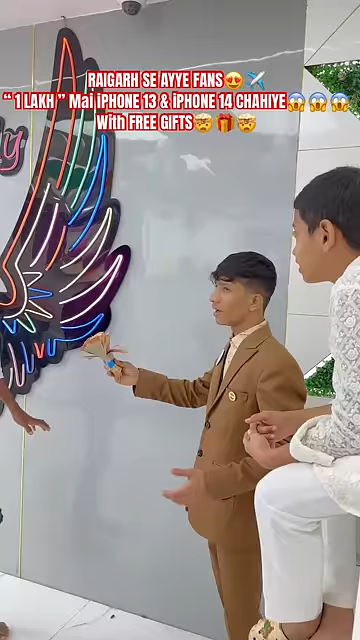 RAIGARH SE AYYE FANS😍✈️
“ 1 LAKH ” Mai iPHONE 13 & iPHONE 14 CHAHIYE😱😱😱
With FREE GIFTS🤯🎁🤯